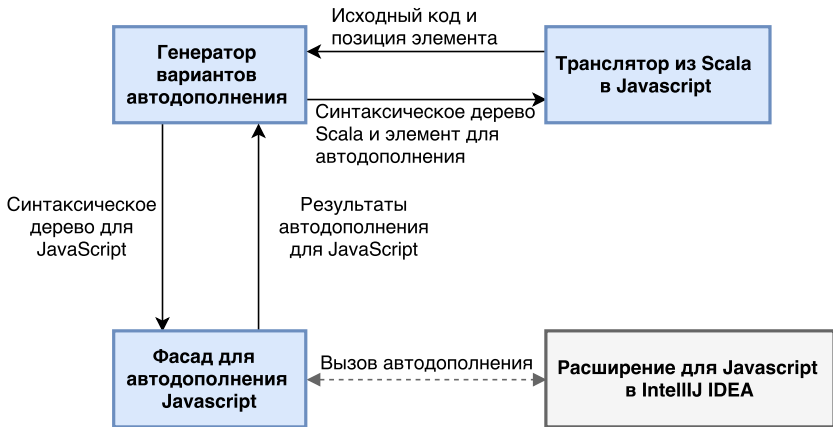 Исходный код и
позиция элемента
Генератор
вариантов
автодополнения
Транслятор из Scala
в Javascript
Синтаксическое дерево
Scala и элемент для
автодополнения
Синтаксическое
дерево для
JavaScript
Результаты
автодополнения
для JavaScript
Фасад для
автодополнения
Javascript
Вызов автодополнения
Расширение для Javascript
в IntellIJ IDEA